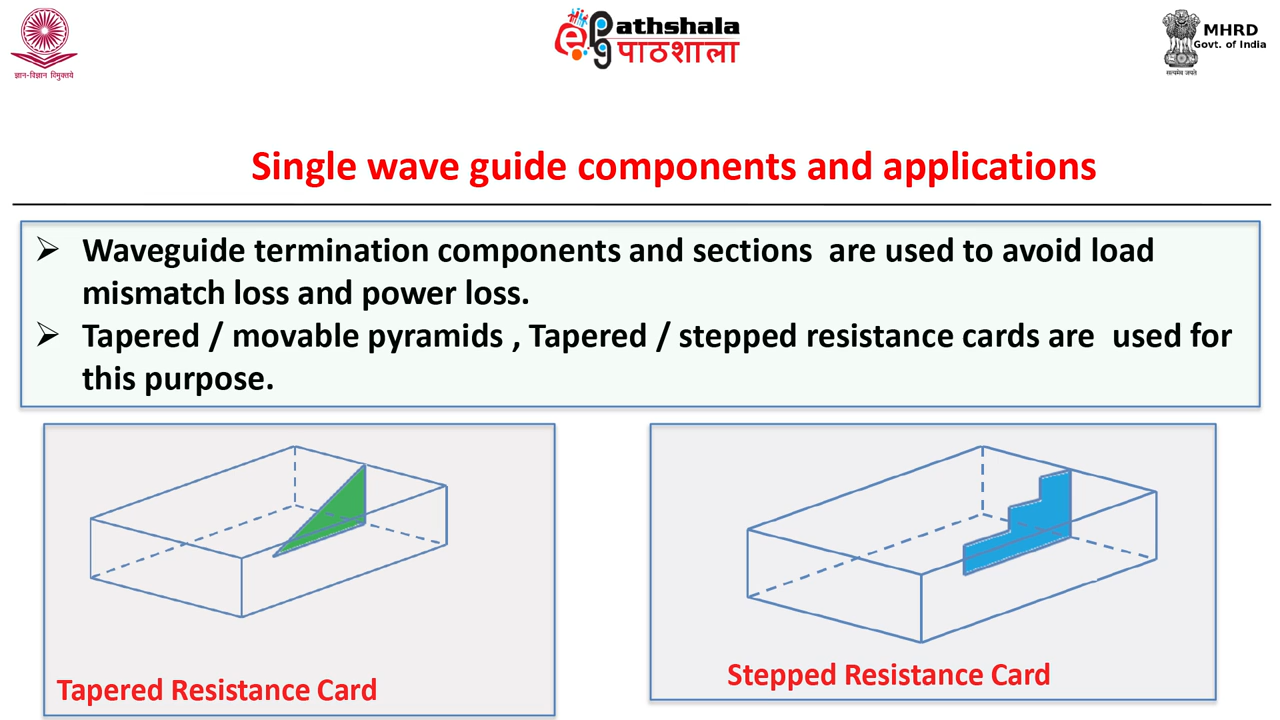 ज्ञान-विज्ञान विमुक्तये
ePathshala
पाठशाला
MHRD
Govt. of India
सत्यमेव जयते
Single wave guide components and applications
➢ Waveguide termination components and sections are used to avoid load
mismatch loss and power loss.
➢ Tapered / movable pyramids , Tapered / stepped resistance cards are used for
this purpose.
Tapered Resistance Card
Stepped Resistance Card